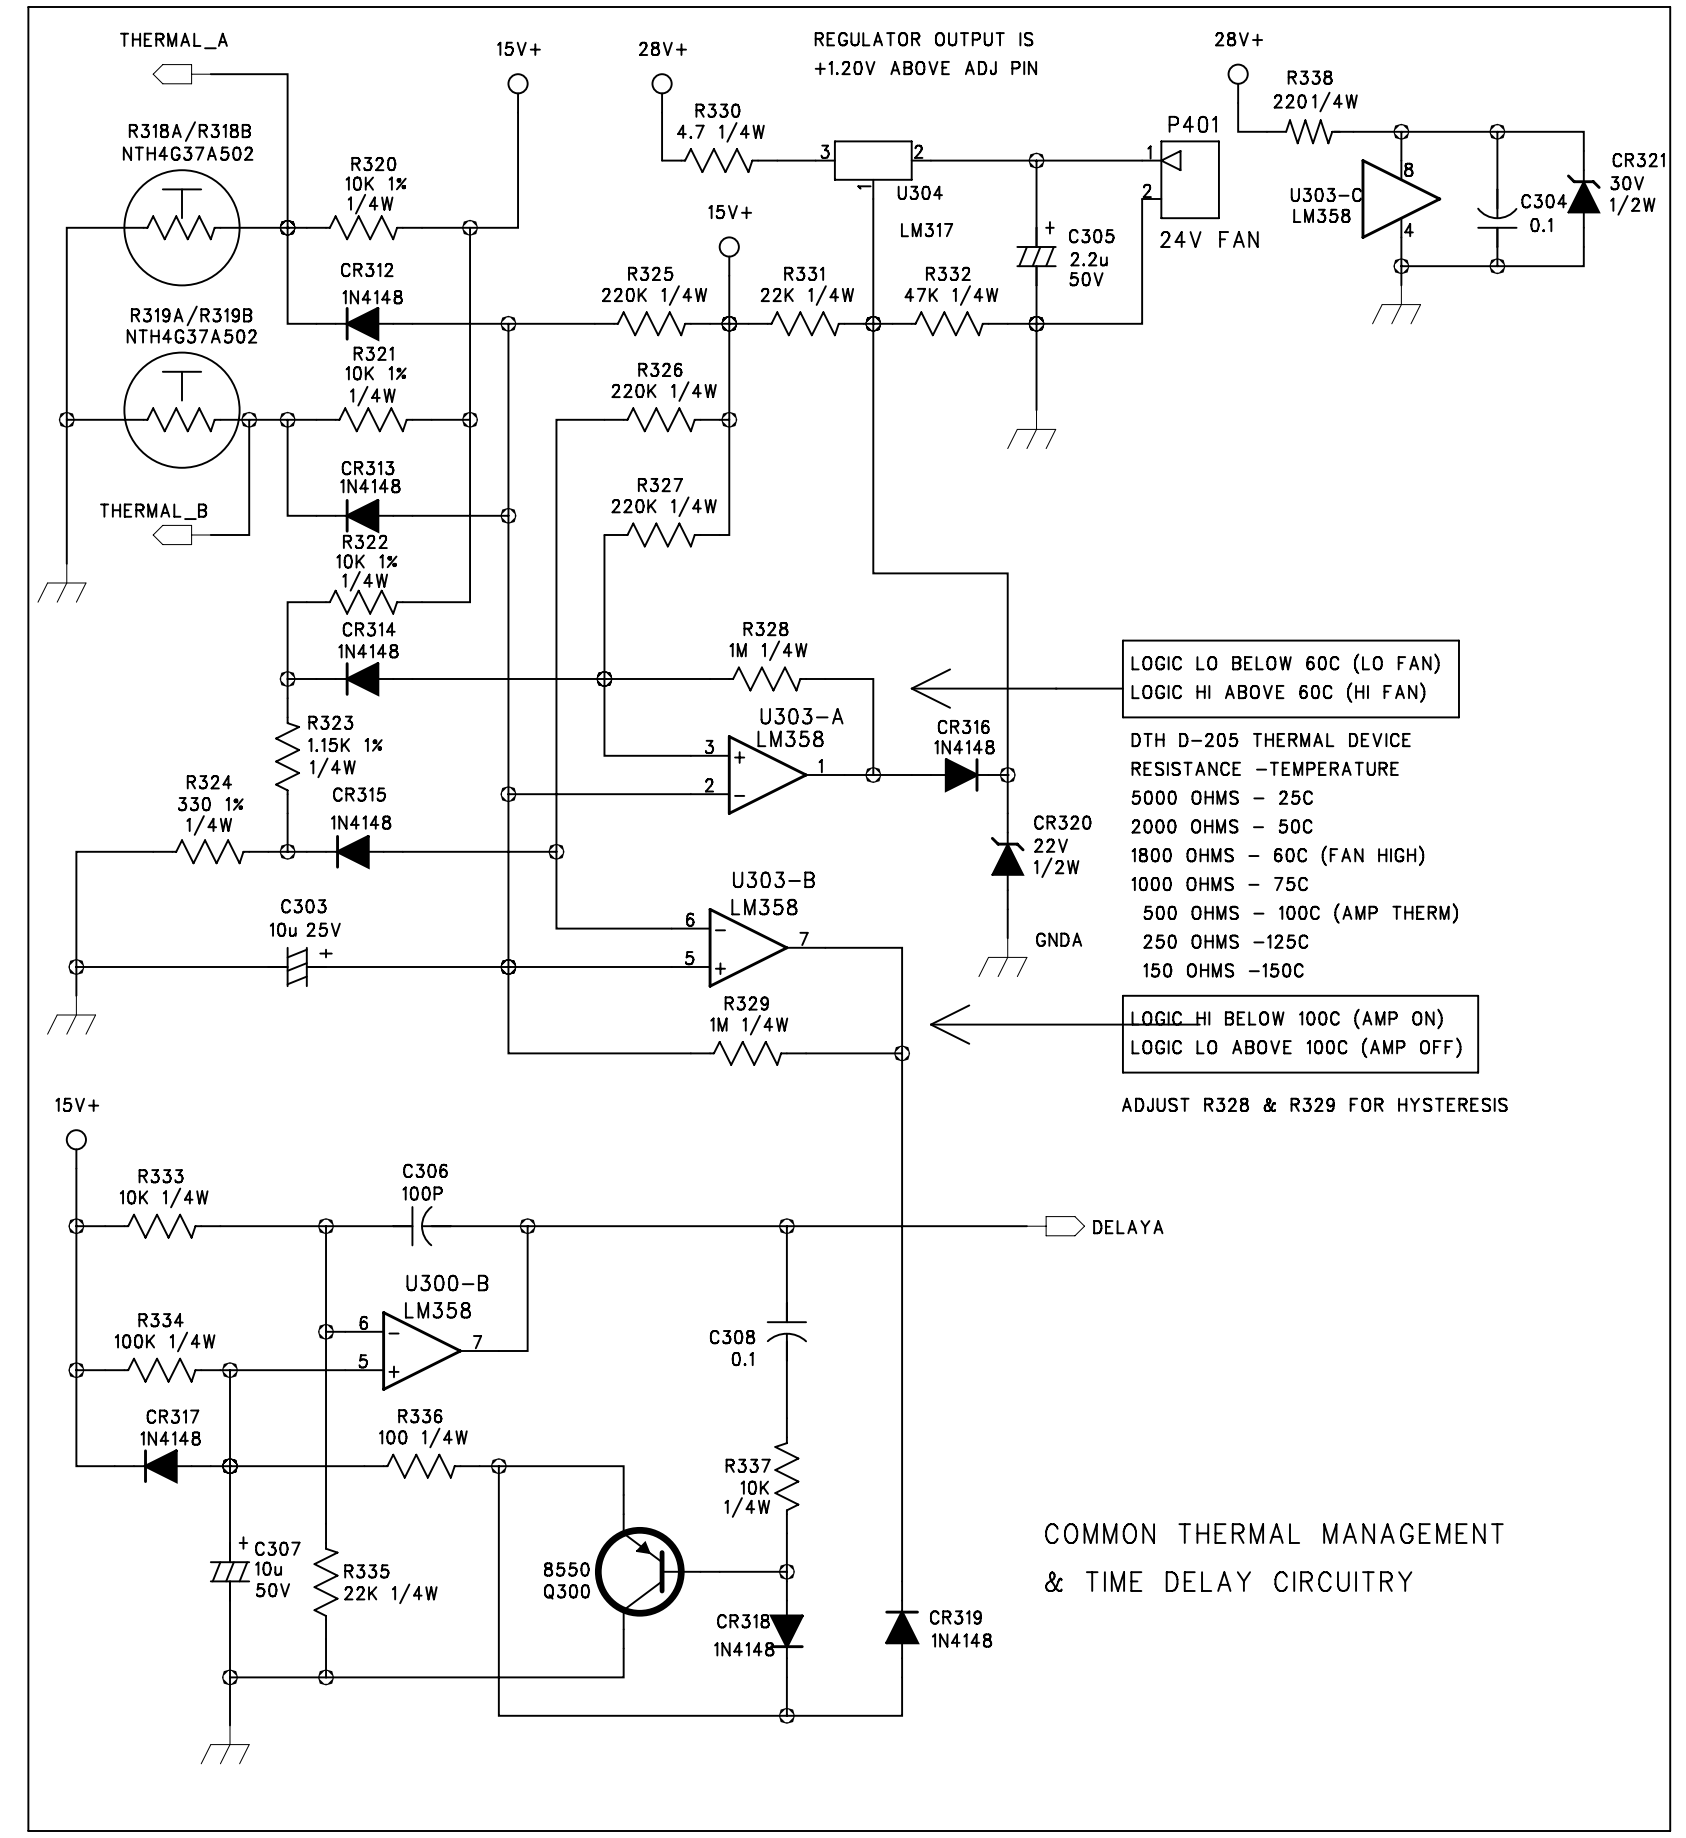 THERMAL_A
15V+
28V+
REGULATOR OUTPUT IS
+1.20V ABOVE ADJ PIN
28V+
R338
2201/4W
R318A/R318B
NTH4G37A502
R320
10K 1%
1/4W
R330
4.7 1/4W
3
2
1
U304
LM317
P401
1
2
24V FAN
8
U303-C
LM358
4
C304
0.1
CR321
30V
1/2W
15V+
+
C305
2.2u
50V
CR312
1N4148
R325
220K 1/4W
R331
22K 1/4W
R332
47K 1/4W
R319A/R319B
NTH4G37A502
R321
10K 1%
1/4W
R326
220K 1/4W
CR313
1N4148
R327
220K 1/4W
THERMAL_B
R322
10K 1%
1/4W
CR314
1N4148
R328
1M 1/4W
LOGIC LO BELOW 60C (LO FAN)
LOGIC HI ABOVE 60C (HI FAN)
R323
1.15K 1%
1/4W
U303-A
LM358
3
+
2
-
1
CR316
1N4148
DTH D-205 THERMAL DEVICE
RESISTANCE -TEMPERATURE
5000 OHMS - 25C
2000 OHMS - 50C
1800 OHMS - 60C (FAN HIGH)
1000 OHMS - 75C
500 OHMS - 100C (AMP THERM)
250 OHMS -125C
150 OHMS -150C
R324
330 1%
1/4W
CR315
1N4148
CR320
22V
1/2W
GNDA
U303-B
LM358
6
-
5
+
7
C303
10u 25V
+
R329
1M 1/4W
LOGIC HI BELOW 100C (AMP ON)
LOGIC LO ABOVE 100C (AMP OFF)
ADJUST R328 & R329 FOR HYSTERESIS
15V+
R333
10K 1/4W
C306
100P
DELAYA
U300-B
LM358
6
-
5
+
7
R334
100K 1/4W
C308
0.1
CR317
1N4148
R336
100 1/4W
R337
10K
1/4W
+
C307
10u
50V
R335
22K 1/4W
8550
Q300
CR318
1N4148
CR319
1N4148
COMMON THERMAL MANAGEMENT
& TIME DELAY CIRCUITRY